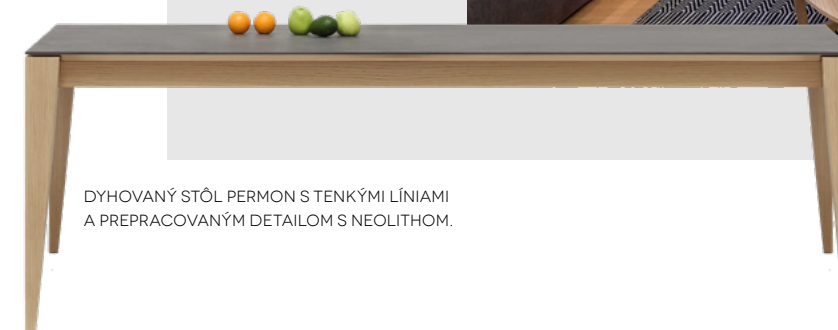 DYHOVANÝ STÔL PERMON S TENKÝMI LÍNIAMI
A PREPRACOVANÝM DETAILOM S NEOLITHOM.